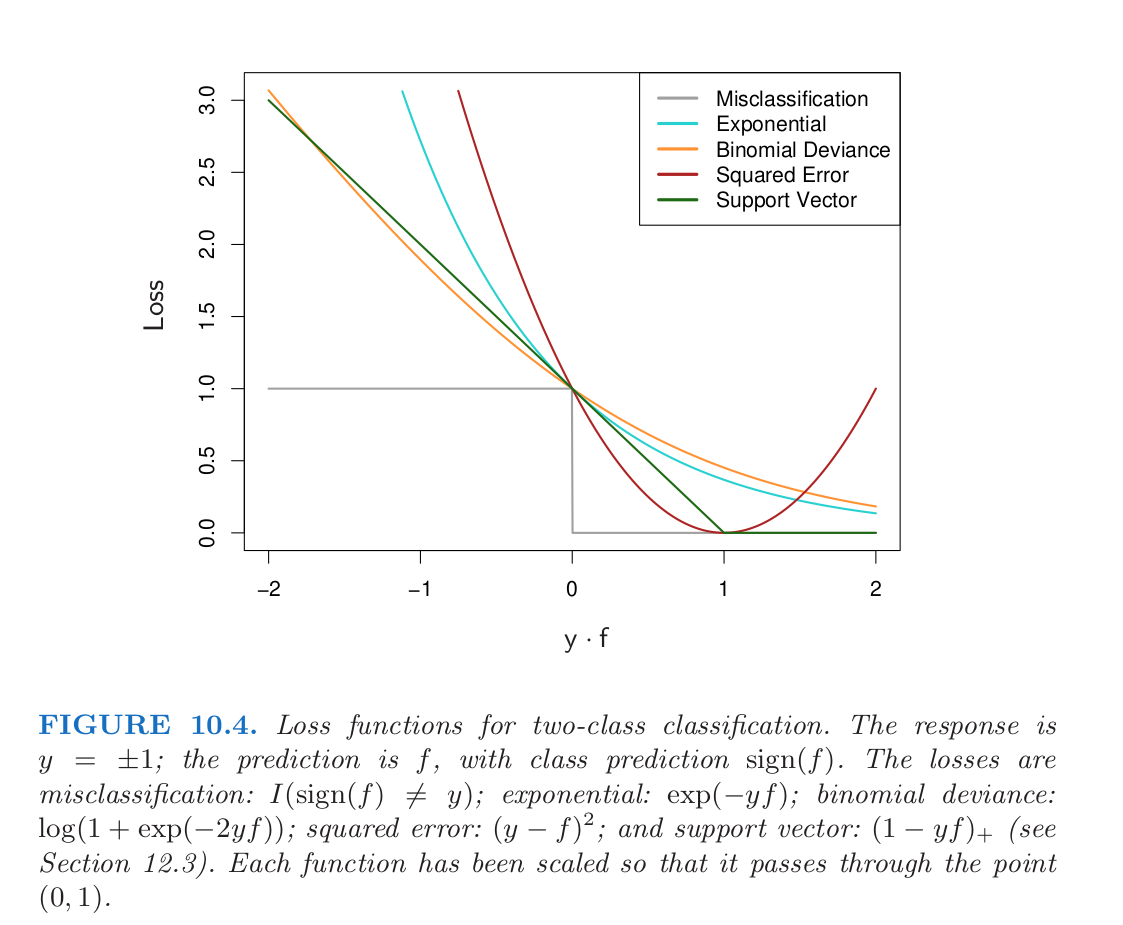 Misclassification
Exponential
Binomial Deviance
Squared Error
Support Vector
3.0
2.5
2.0
1.5
1.0
0.5
0.0
Loss
−2 −1 0 1 2
y · f
FIGURE 10.4. Loss functions for two-class classification. The response is
y = ±1; the prediction is f, with class prediction sign(f). The losses are
misclassification: I(sign(f) ≠ y); exponential: exp(−yf); binomial deviance:
log(1 + exp(−2yf)); squared error: (y − f)²; and support vector: (1 − yf)₊ (see
Section 12.3). Each function has been scaled so that it passes through the point
(0, 1).